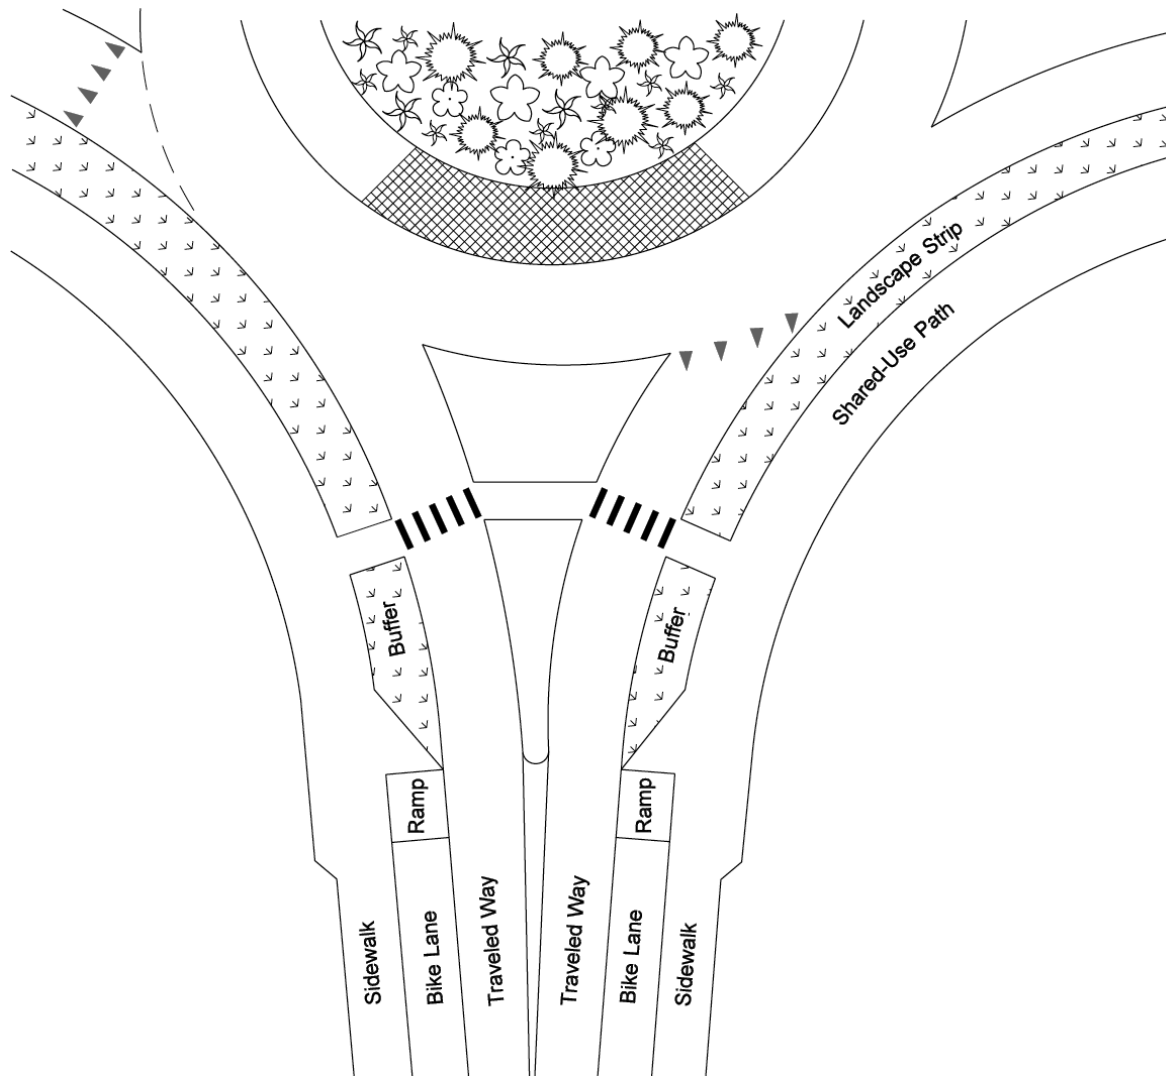 Landscape Strip
Shared-Use Path
Buffer
Buffer
Ramp
Ramp
Sidewalk
Bike Lane
Traveled Way
Traveled Way
Bike Lane
Sidewalk